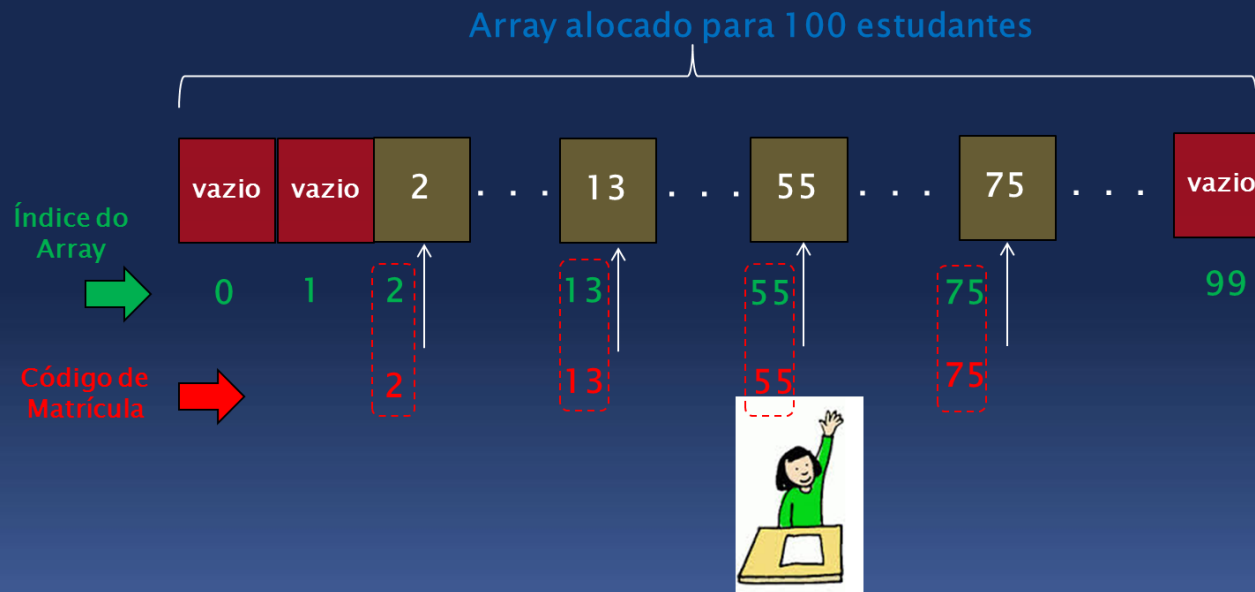 Array alocado para 100 estudantes
vazio vazio 2 . . . 13 . . . 55 . . . 75 . . . vazio
Índice do
Array
0 1 2 13 55 75 99
Código de
Matrícula
2 13 55 75